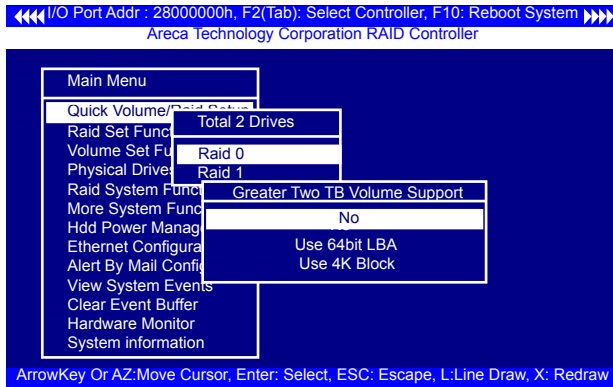 I/O Port Addr : 28000000h, F2(Tab): Select Controller, F10: Reboot System
Areca Technology Corporation RAID Controller
Main Menu
Quick Volume/Raid Setup
Raid Set Funct
Volume Set Fu
Physical Drive
Raid System Funct
More System Func
Hdd Power Manag
Ethernet Configura
Alert By Mail Config
View System Events
Clear Event Buffer
Hardware Monitor
System information
Total 2 Drives
Raid 0
Raid 1
Greater Two TB Volume Support
No
Use 64bit LBA
Use 4K Block
ArrowKey Or AZ:Move Cursor, Enter: Select, ESC: Escape, L:Line Draw, X: Redraw